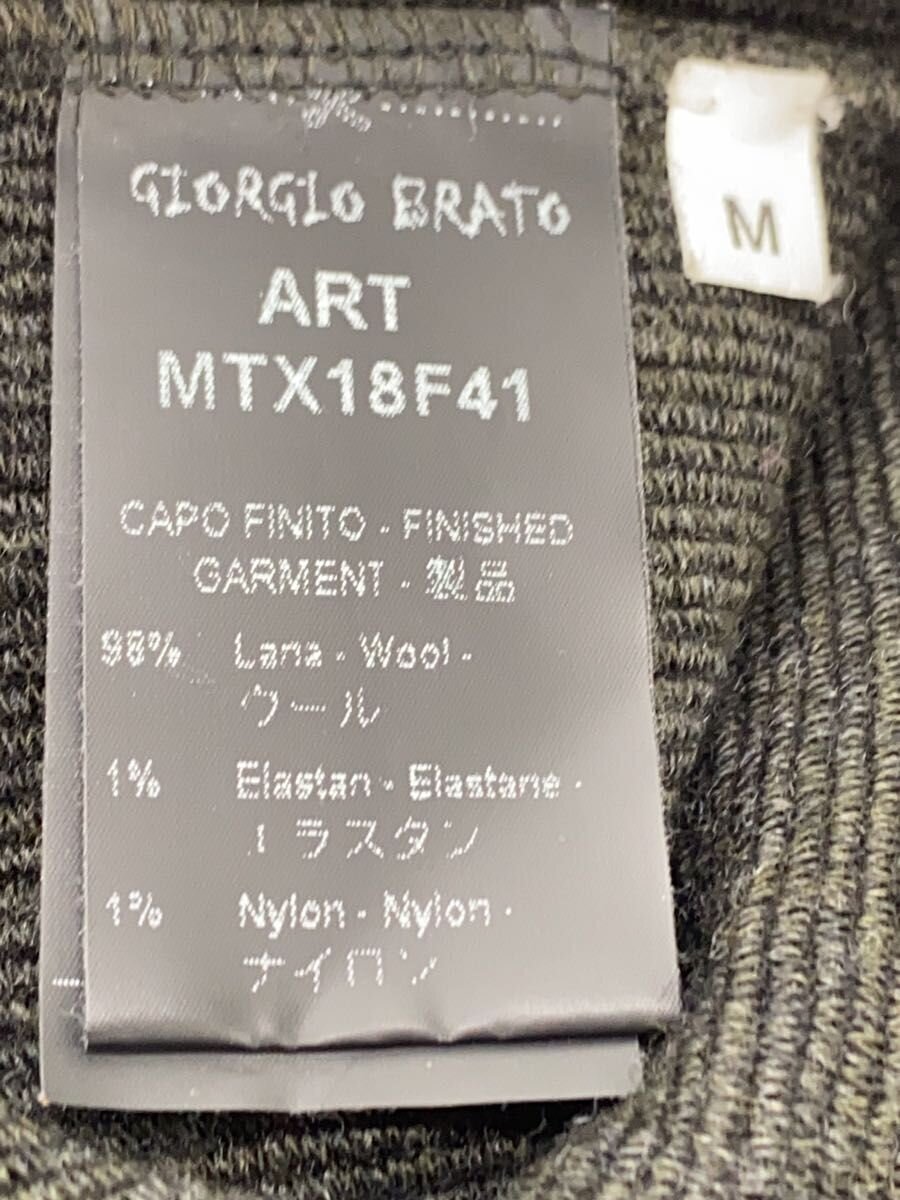 GIORGIO BRATO
ART
MTX18F41
CAPO FINITO - FINISHED
GARMENT - 製品
98% Lana - Wool -
ウール
1% Elastan - Elastane -
エラスタン
1% Nylon - Nylon -
ナイロン
M